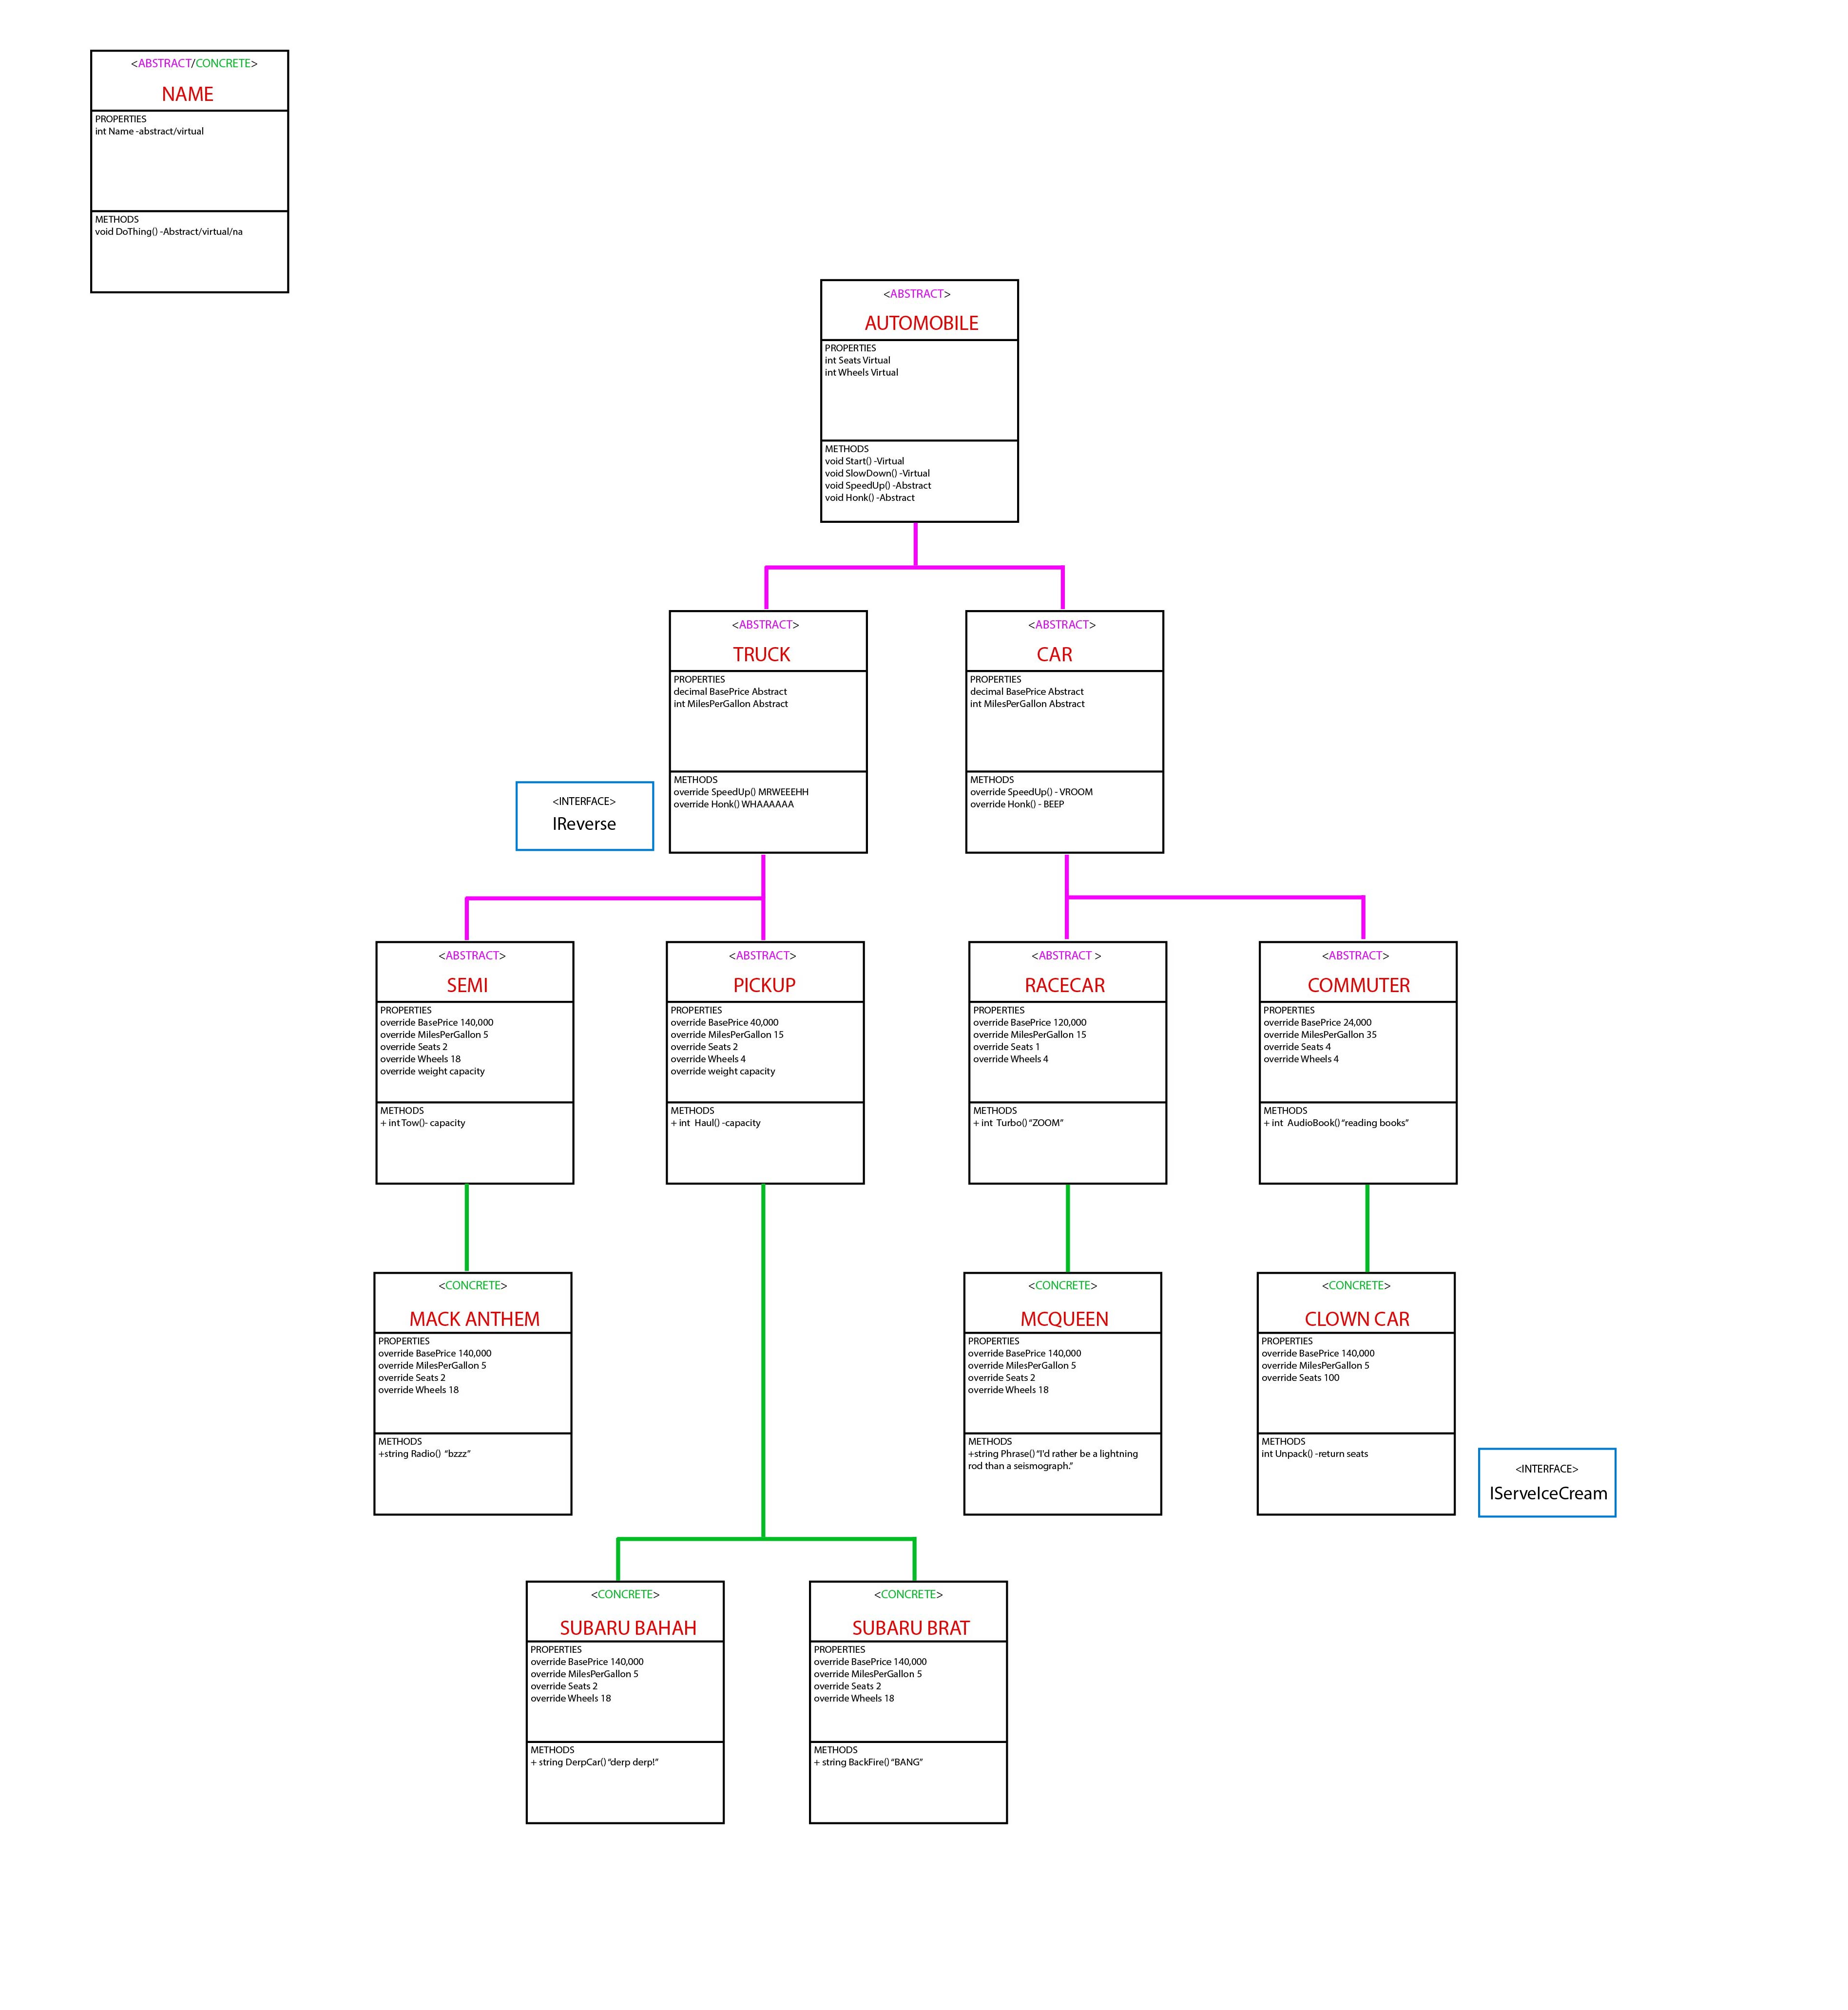 <ABSTRACT/CONCRETE>
NAME
PROPERTIES
int Name -abstract/virtual
METHODS
void DoThing() -Abstract/virtual/na
<ABSTRACT>
AUTOMOBILE
PROPERTIES
int Seats Virtual
int Wheels Virtual
METHODS
void Start() -Virtual
void SlowDown() -Virtual
void SpeedUp() -Abstract
void Honk() -Abstract
<ABSTRACT>
TRUCK
PROPERTIES
decimal BasePrice Abstract
int MilesPerGallon Abstract
METHODS
override SpeedUp() MRWEEEHH
override Honk() WHAAAAAA
<ABSTRACT>
CAR
PROPERTIES
decimal BasePrice Abstract
int MilesPerGallon Abstract
METHODS
override SpeedUp() - VROOM
override Honk() - BEEP
<INTERFACE>
IReverse
<ABSTRACT>
SEMI
PROPERTIES
override BasePrice 140,000
override MilesPerGallon 5
override Seats 2
override Wheels 18
override weight capacity
METHODS
+ int Tow()- capacity
<ABSTRACT>
PICKUP
PROPERTIES
override BasePrice 40,000
override MilesPerGallon 15
override Seats 2
override Wheels 4
override weight capacity
METHODS
+ int  Haul() -capacity
<ABSTRACT >
RACECAR
PROPERTIES
override BasePrice 120,000
override MilesPerGallon 15
override Seats 1
override Wheels 4
METHODS
+ int  Turbo() “ZOOM”
<ABSTRACT>
COMMUTER
PROPERTIES
override BasePrice 24,000
override MilesPerGallon 35
override Seats 4
override Wheels 4
METHODS
+ int  AudioBook() “reading books”
<CONCRETE>
MACK ANTHEM
PROPERTIES
override BasePrice 140,000
override MilesPerGallon 5
override Seats 2
override Wheels 18
METHODS
+string Radio()  “bzzz”
<CONCRETE>
MCQUEEN
PROPERTIES
override BasePrice 140,000
override MilesPerGallon 5
override Seats 2
override Wheels 18
METHODS
+string Phrase() “I'd rather be a lightning
rod than a seismograph.”
<CONCRETE>
CLOWN CAR
PROPERTIES
override BasePrice 140,000
override MilesPerGallon 5
override Seats 100
METHODS
int Unpack() -return seats
<INTERFACE>
IServeIceCream
<CONCRETE>
SUBARU BAHAH
PROPERTIES
override BasePrice 140,000
override MilesPerGallon 5
override Seats 2
override Wheels 18
METHODS
+ string DerpCar() “derp derp!”
<CONCRETE>
SUBARU BRAT
PROPERTIES
override BasePrice 140,000
override MilesPerGallon 5
override Seats 2
override Wheels 18
METHODS
+ string BackFire() “BANG”